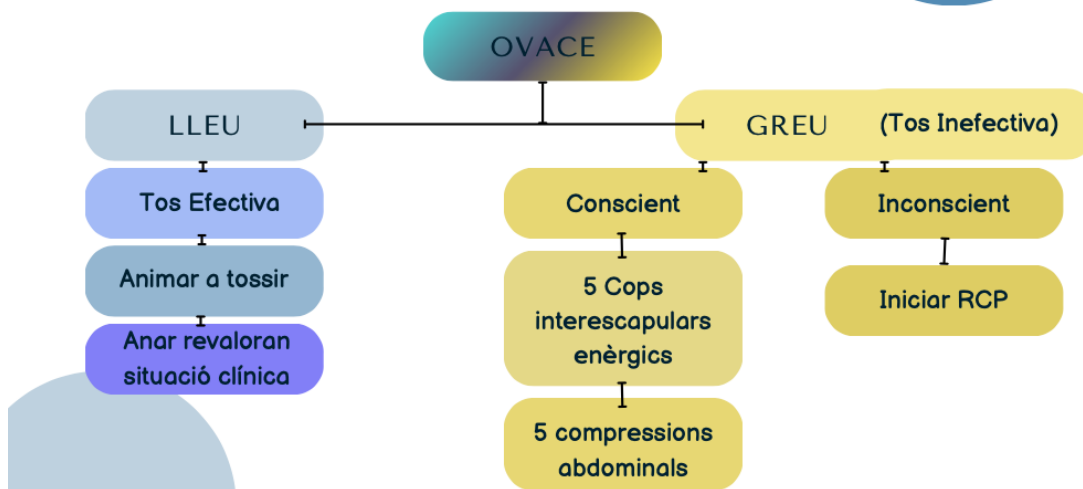 OVACE
LLEU
GREU (Tos Inefectiva)
Tos Efectiva
Conscient
Inconscient
Animar a tossir
5 Cops
interescapulars
enèrgics
Iniciar RCP
Anar revaloran
situació clínica
5 compressions
abdominals